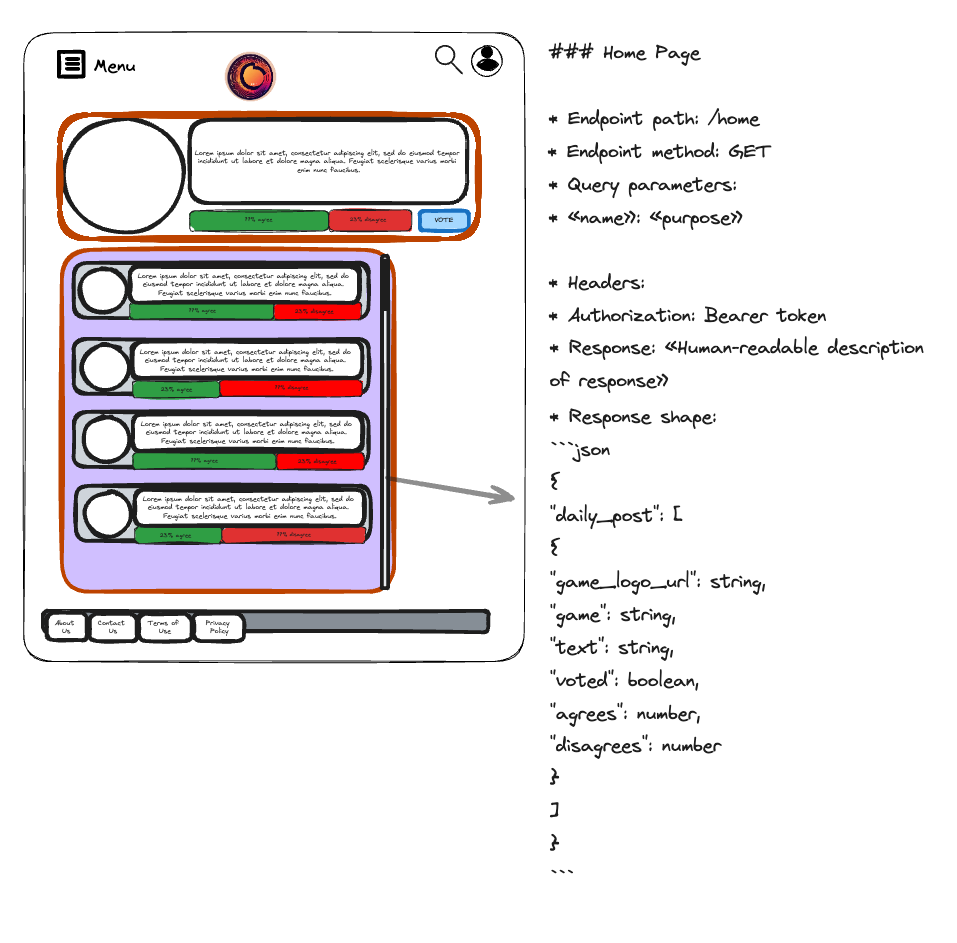 Menu
Lorem ipsum dolor sit amet, consectetur adipiscing elit, sed do eiusmod tempor
incididunt ut labore et dolore magna aliqua. Feugiat scelerisque varius morbi
enim nunc faucibus.
77% agree
23% disagree
VOTE
Lorem ipsum dolor sit amet, consectetur adipiscing elit, sed do
eiusmod tempor incididunt ut labore et dolore magna aliqua.
Feugiat scelerisque varius morbi enim nunc faucibus.
77% agree
23% disagree
Lorem ipsum dolor sit amet, consectetur adipiscing elit, sed do
eiusmod tempor incididunt ut labore et dolore magna aliqua.
Feugiat scelerisque varius morbi enim nunc faucibus.
23% agree
77% disagree
Lorem ipsum dolor sit amet, consectetur adipiscing elit, sed do
eiusmod tempor incididunt ut labore et dolore magna aliqua.
Feugiat scelerisque varius morbi enim nunc faucibus.
77% agree
23% disagree
Lorem ipsum dolor sit amet, consectetur adipiscing elit, sed do
eiusmod tempor incididunt ut labore et dolore magna aliqua.
Feugiat scelerisque varius morbi enim nunc faucibus.
23% agree
77% disagree
About
Us
Contact
Us
Terms of
Use
Privacy
Policy
### Home Page
* Endpoint path: /home
* Endpoint method: GET
* Query parameters:
* «name»: «purpose»
* Headers:
* Authorization: Bearer token
* Response: «Human-readable description
of response»
* Response shape:
```json
{
"daily_post": [
{
"game_logo_url": string,
"game": string,
"text": string,
"voted": boolean,
"agrees": number,
"disagrees": number
}
]
}
```